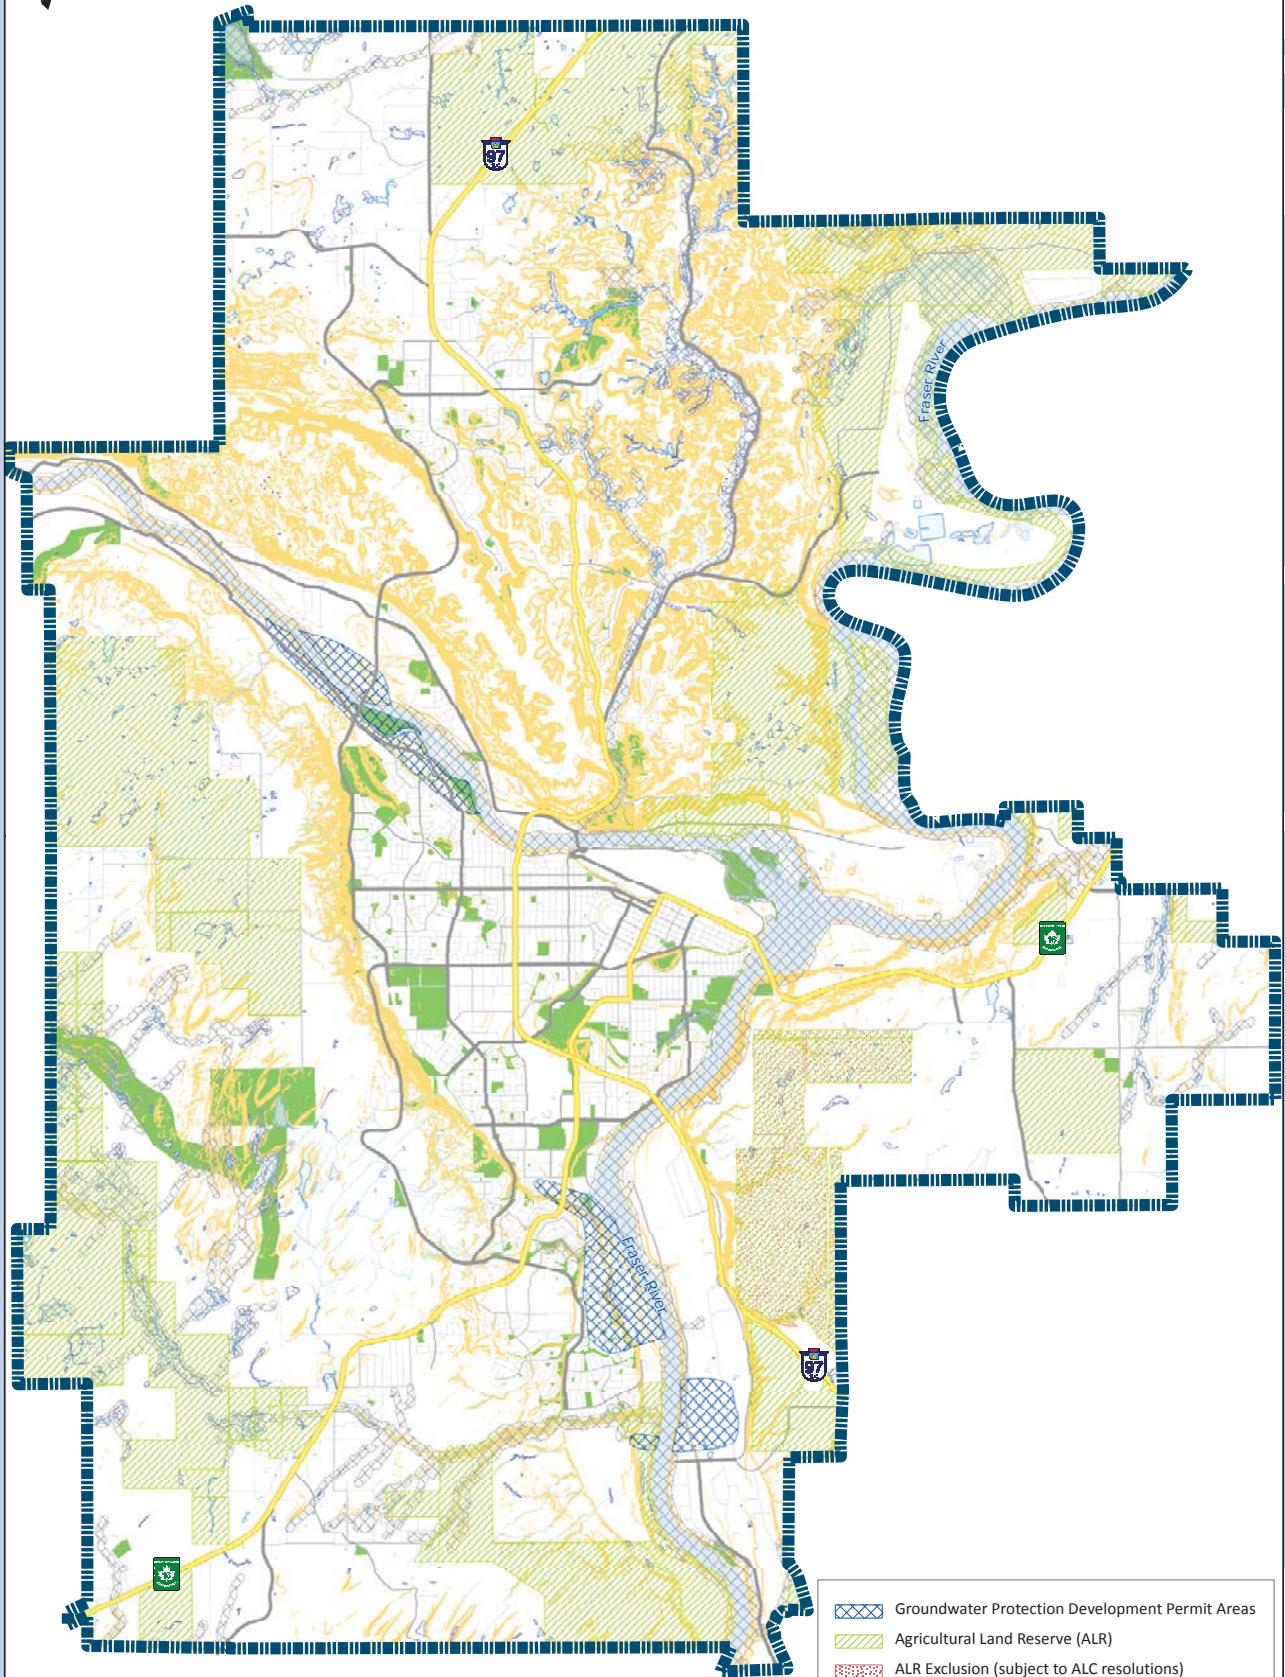 97
Fraser River
Fraser River
97
Groundwater Protection Development Permit Areas
Agricultural Land Reserve (ALR)
ALR Exclusion (subject to ALC resolutions)